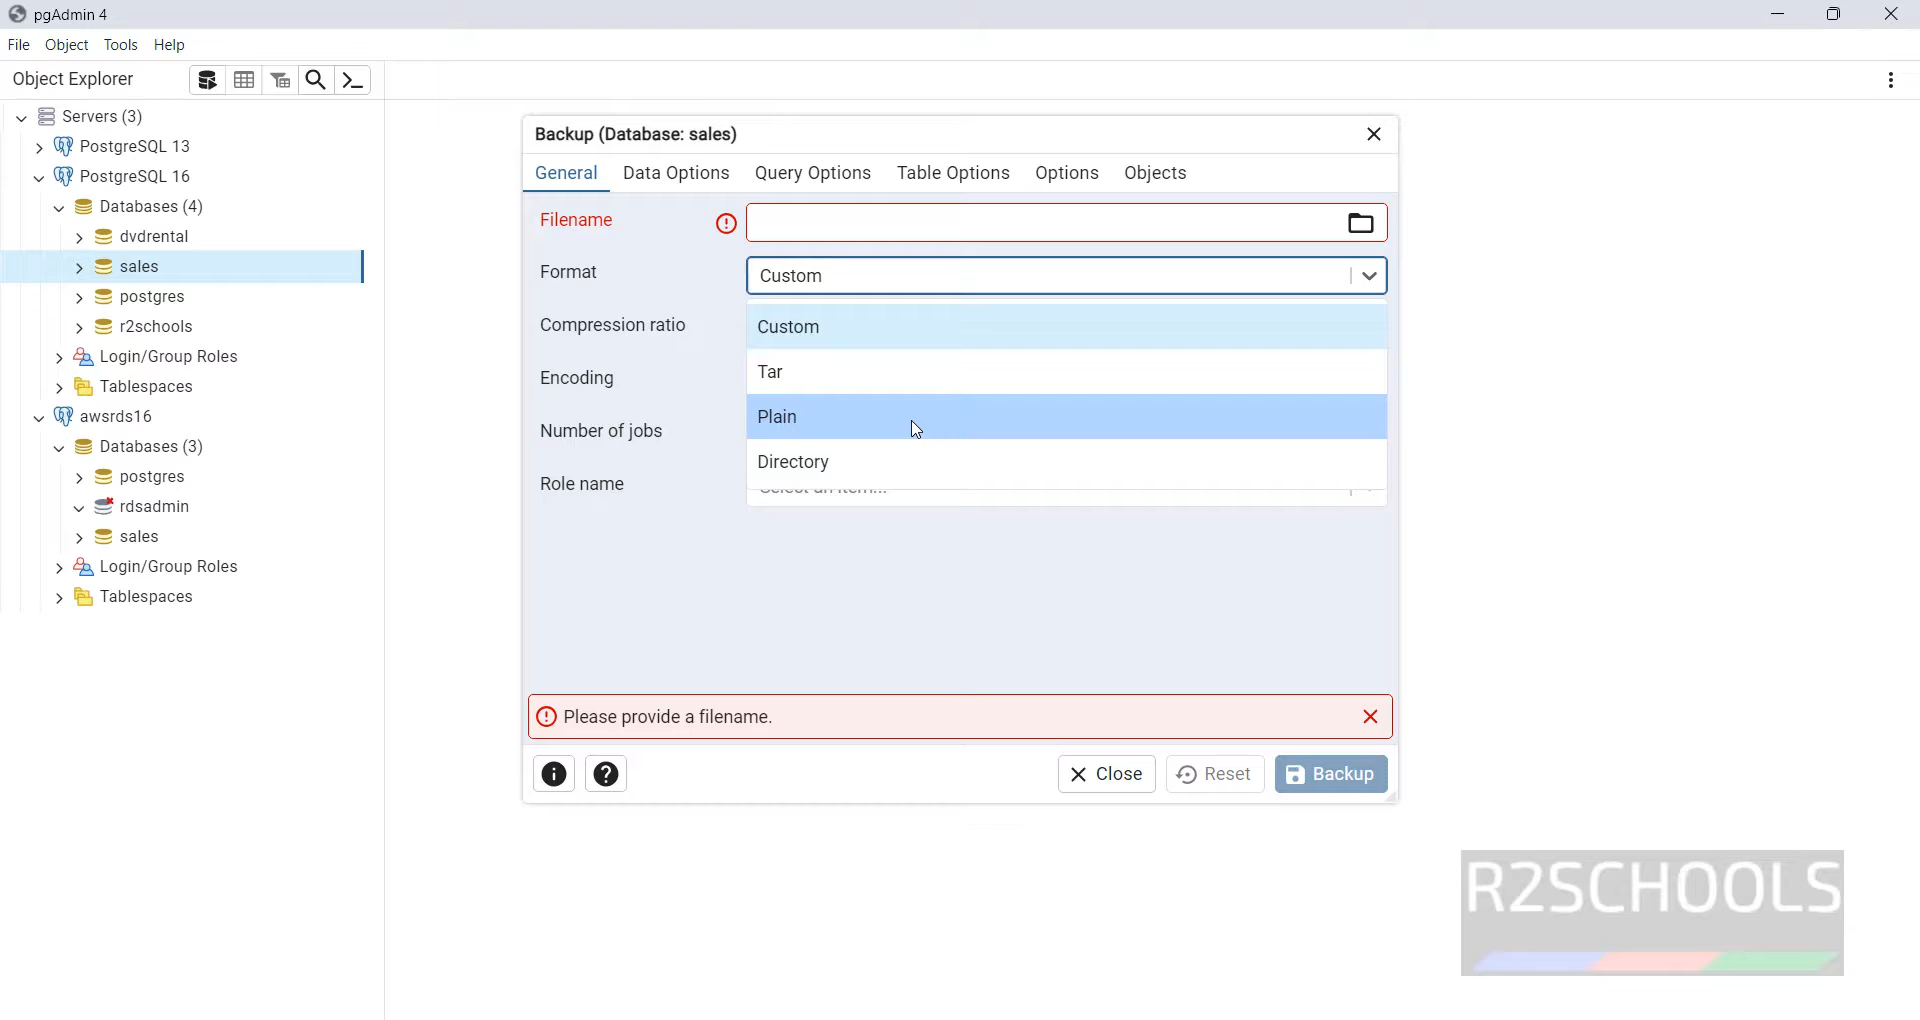 pgAdmin 4
File Object Tools Help
Object Explorer
Servers (3)
PostgreSQL 13
PostgreSQL 16
Databases (4)
dvdrental
sales
postgres
r2schools
Login/Group Roles
Tablespaces
awsrds16
Databases (3)
postgres
rdsadmin
sales
Login/Group Roles
Tablespaces
Backup (Database: sales)
General Data Options Query Options Table Options Options Objects
Filename
Format Custom
Compression ratio
Custom
Tar
Encoding
Plain
Number of jobs
Directory
Role name
Select an item...
Please provide a filename.
Close Reset Backup
R2SCHOOLS